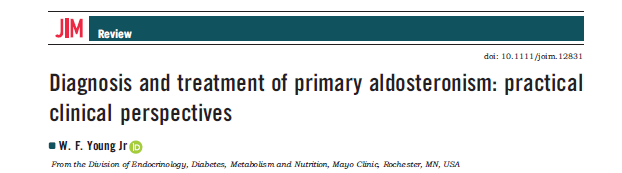 JIM Review
doi: 10.1111/joim.12831
Diagnosis and treatment of primary aldosteronism: practical
clinical perspectives
W. F. Young Jr iD
From the Division of Endocrinology, Diabetes, Metabolism and Nutrition, Mayo Clinic, Rochester, MN, USA